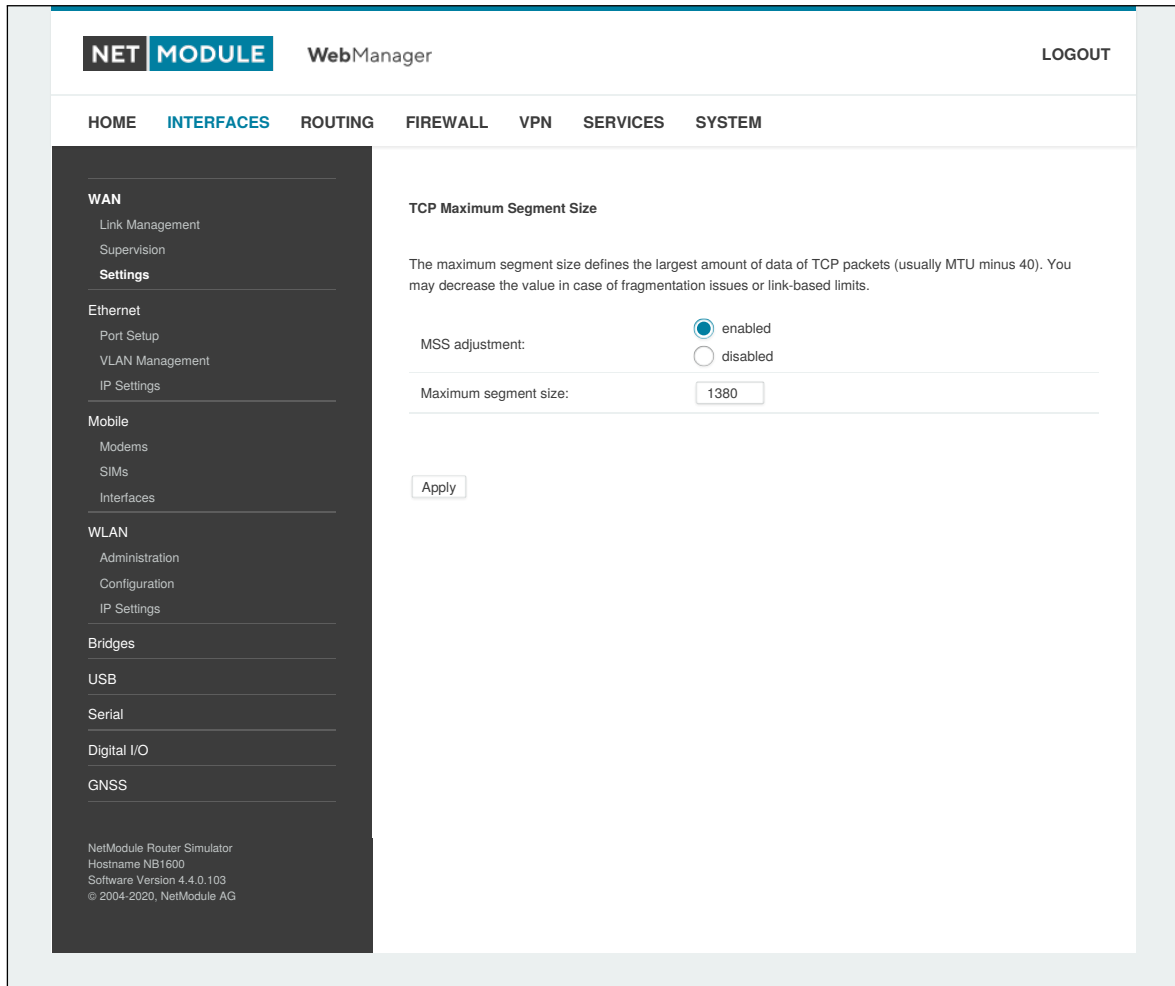 NET MODULE WebManager LOGOUT
HOME INTERFACES ROUTING FIREWALL VPN SERVICES SYSTEM
WAN
Link Management
Supervision
Settings
Ethernet
Port Setup
VLAN Management
IP Settings
Mobile
Modems
SIMs
Interfaces
WLAN
Administration
Configuration
IP Settings
Bridges
USB
Serial
Digital I/O
GNSS
NetModule Router Simulator
Hostname NB1600
Software Version 4.4.0.103
© 2004-2020, NetModule AG
TCP Maximum Segment Size
The maximum segment size defines the largest amount of data of TCP packets (usually MTU minus 40). You
may decrease the value in case of fragmentation issues or link-based limits.
MSS adjustment:
enabled
disabled
Maximum segment size: 1380
Apply